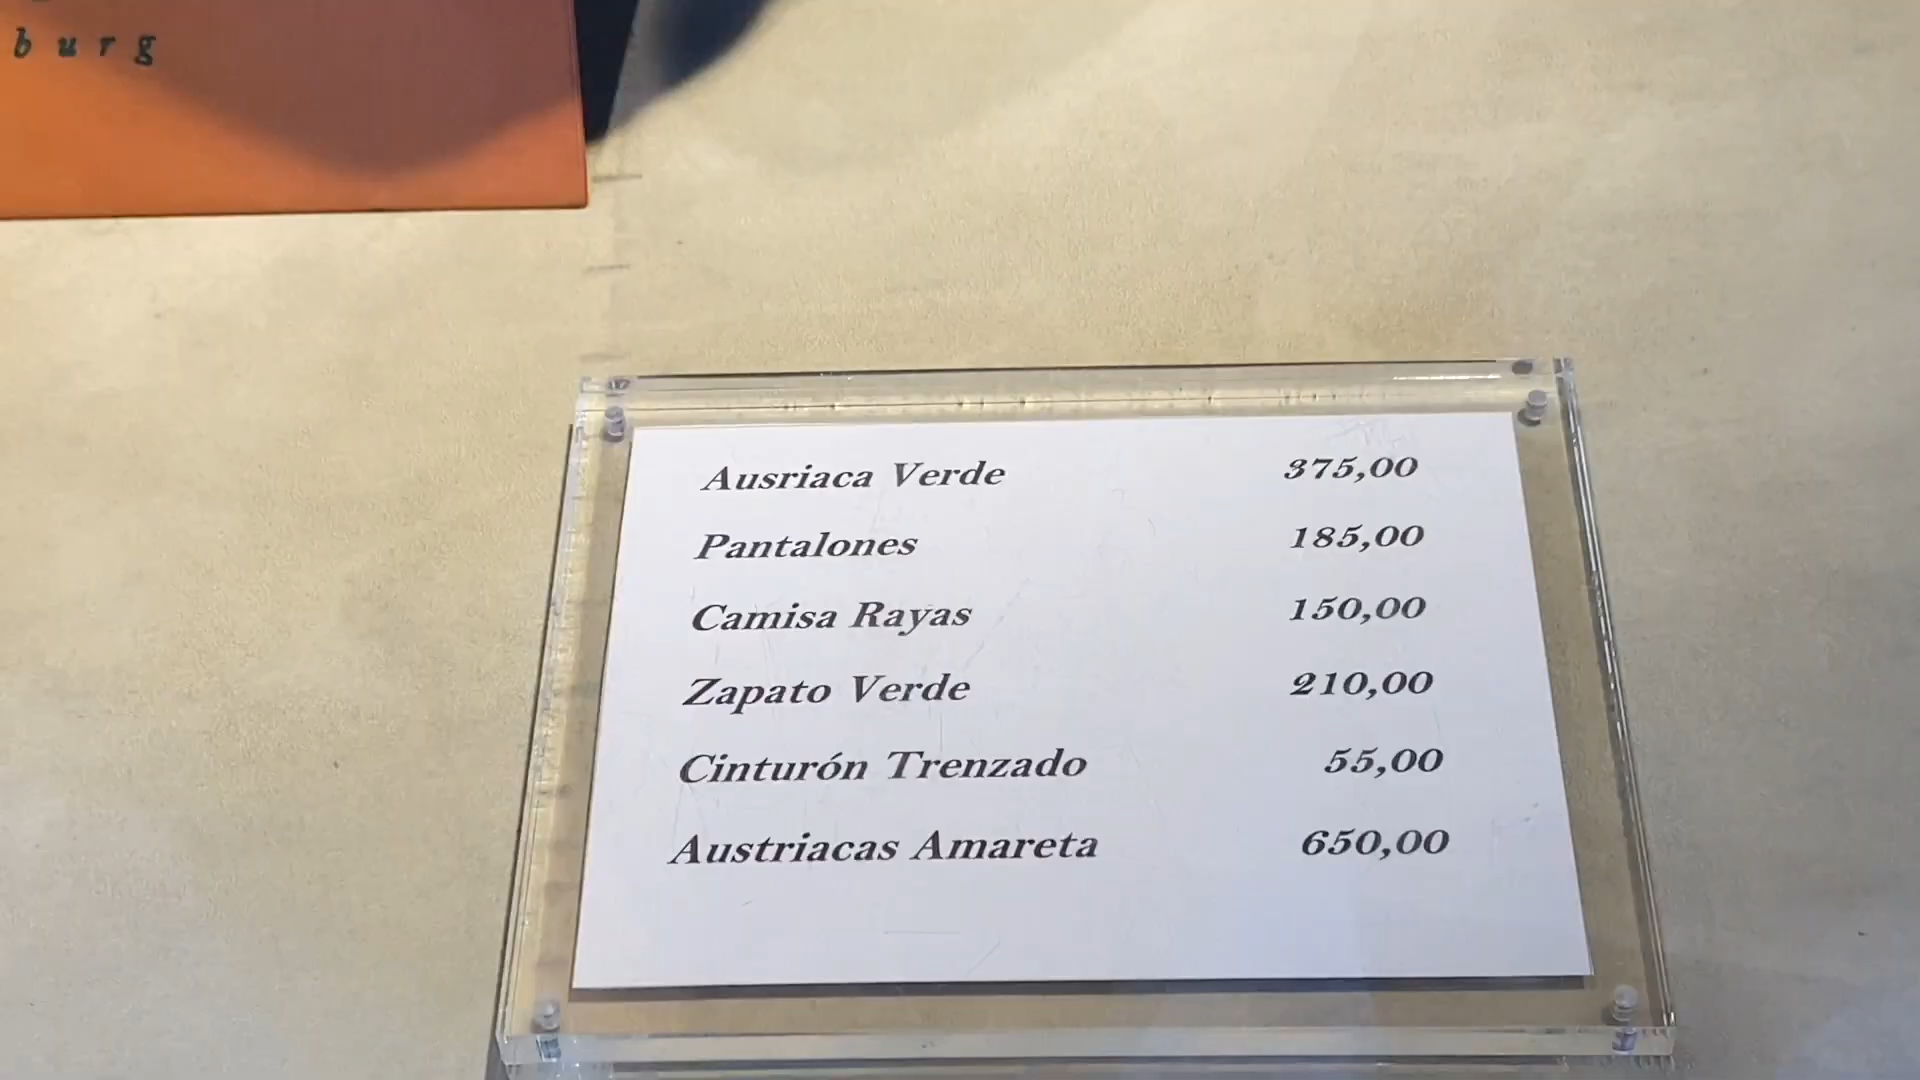 burg
Ausriaca Verde 375,00
Pantalones 185,00
Camisa Rayas 150,00
Zapato Verde 210,00
Cinturón Trenzado 55,00
Austriacas Amareta 650,00